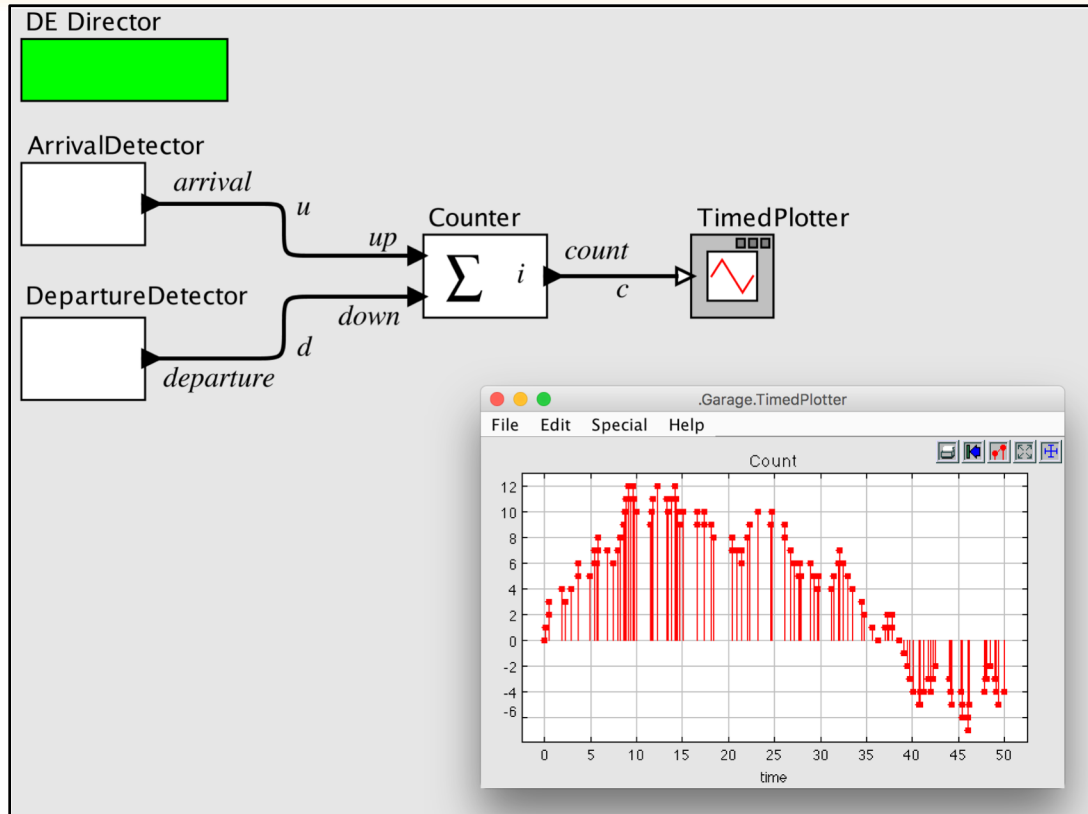 DE Director
ArrivalDetector
arrival
u
up
Counter
Σ i
count
c
TimedPlotter
DepartureDetector
down
d
departure
.Garage.TimedPlotter
File Edit Special Help
Count
12
10
8
6
4
2
0
-2
-4
-6
0 5 10 15 20 25 30 35 40 45 50
time